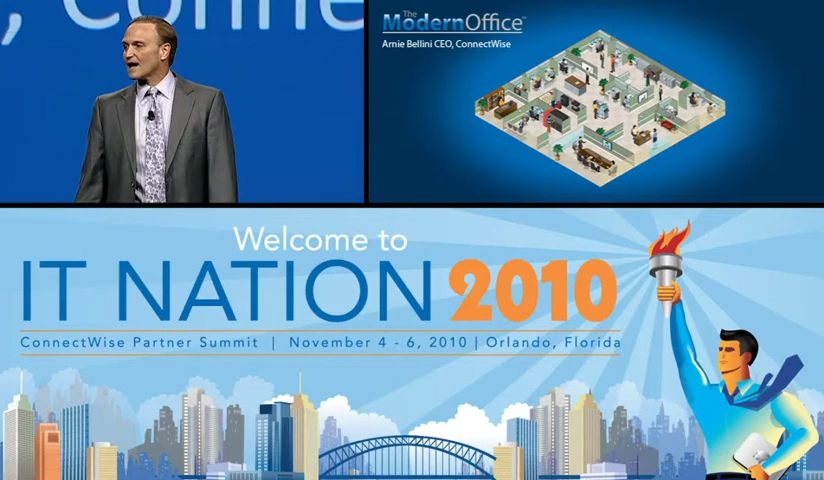 , Conne
The
ModernOffice™
Arnie Bellini CEO, ConnectWise
Welcome to
IT NATION 2010
ConnectWise Partner Summit | November 4 - 6, 2010 | Orlando, Florida